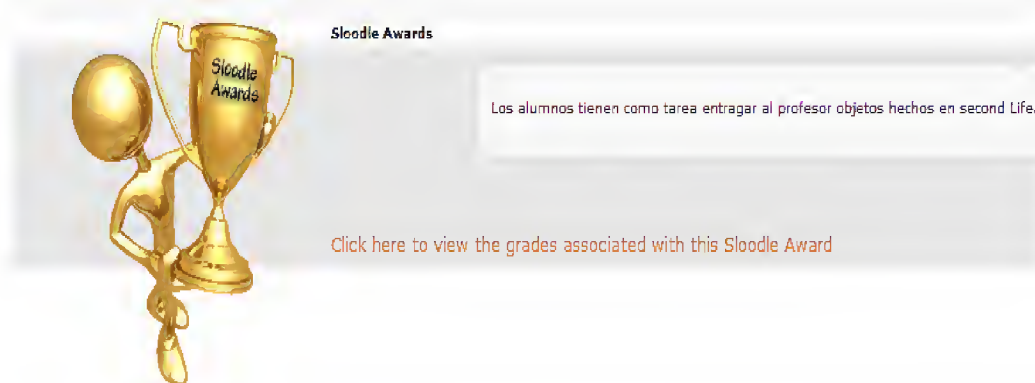 Sloodle Awards
Sloodle
Awards
Los alumnos tienen como tarea entragar al profesor objetos hechos en second Life.
Click here to view the grades associated with this Sloodle Award